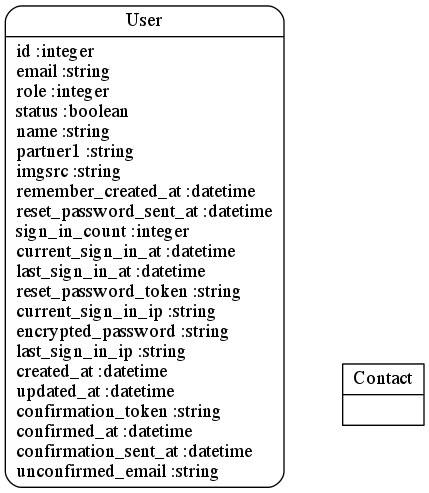 User
id :integer
email :string
role :integer
status :boolean
name :string
partner1 :string
imgsrc :string
remember_created_at :datetime
reset_password_sent_at :datetime
sign_in_count :integer
current_sign_in_at :datetime
last_sign_in_at :datetime
reset_password_token :string
current_sign_in_ip :string
encrypted_password :string
last_sign_in_ip :string
created_at :datetime
updated_at :datetime
confirmation_token :string
confirmed_at :datetime
confirmation_sent_at :datetime
unconfirmed_email :string
Contact